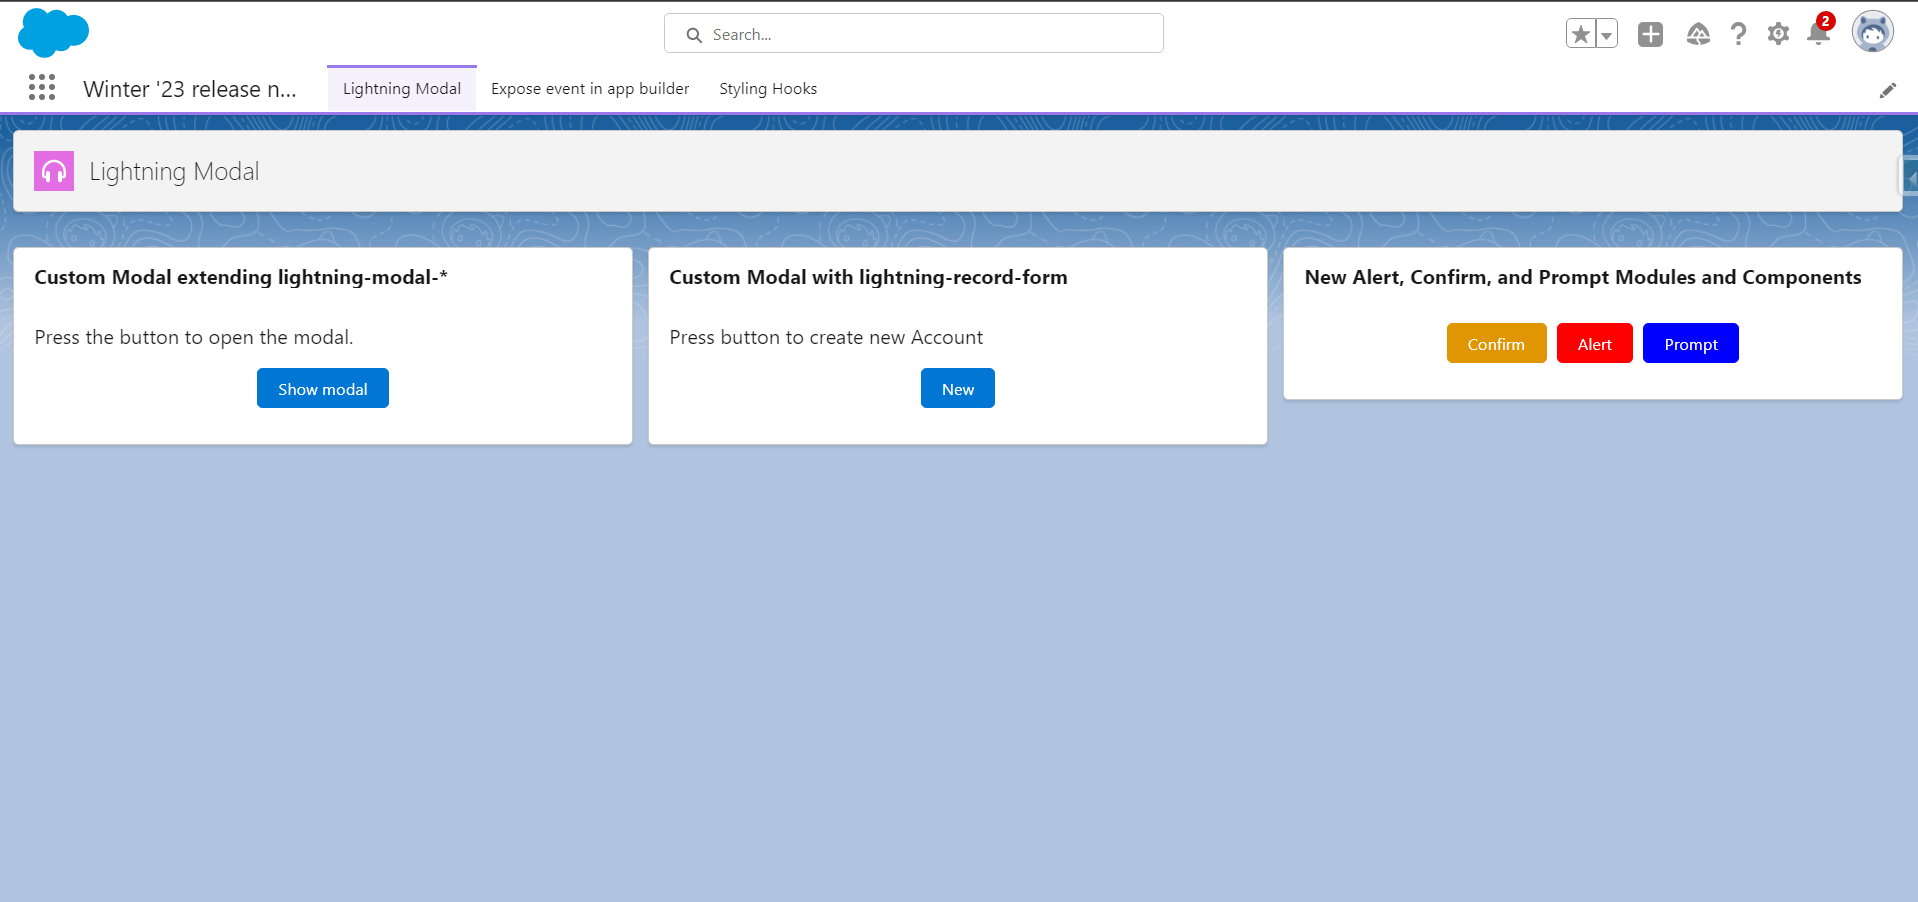 Search...
2
Winter '23 release n...
Lightning Modal
Expose event in app builder
Styling Hooks
Lightning Modal
Custom Modal extending lightning-modal-*
Press the button to open the modal.
Show modal
Custom Modal with lightning-record-form
Press button to create new Account
New
New Alert, Confirm, and Prompt Modules and Components
Confirm
Alert
Prompt